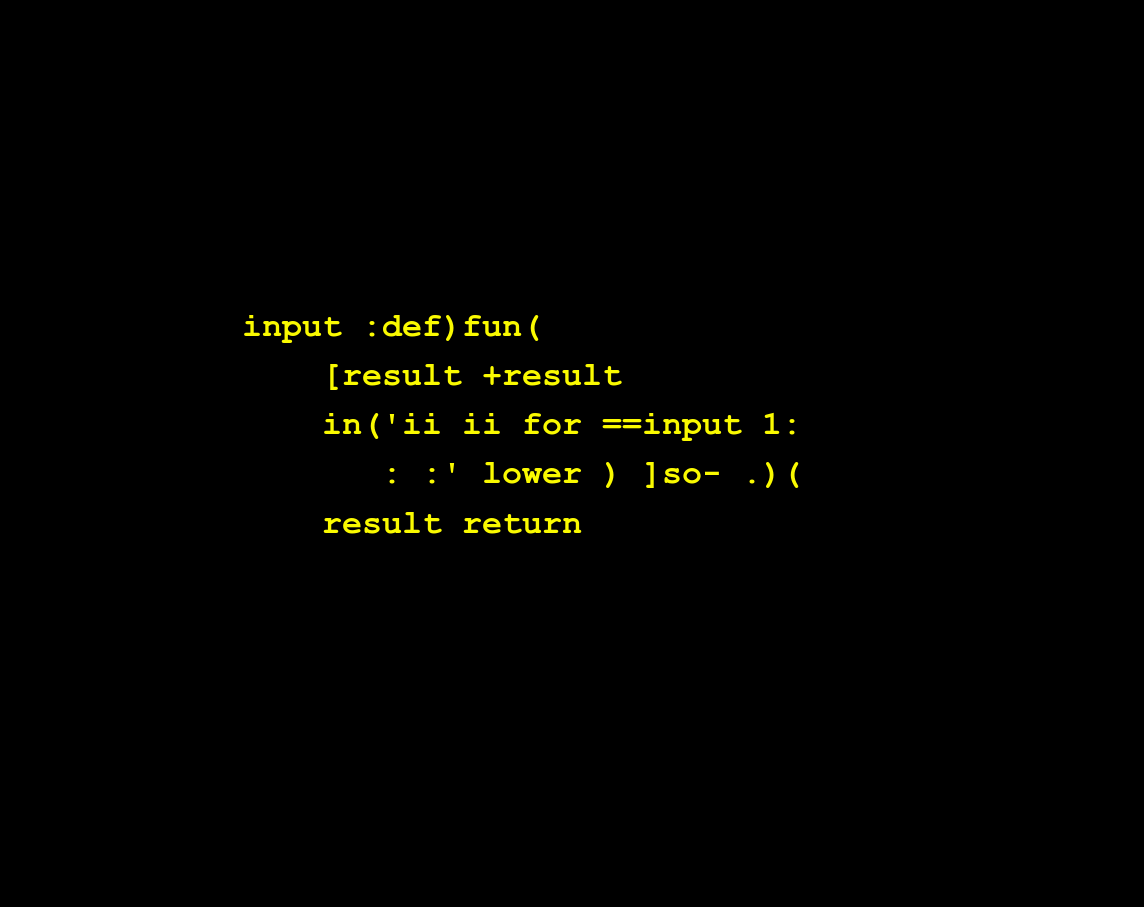 input :def)fun(
[result +result
in('ii ii for ==input 1:
: :' lower ) ]so- .)(
result return